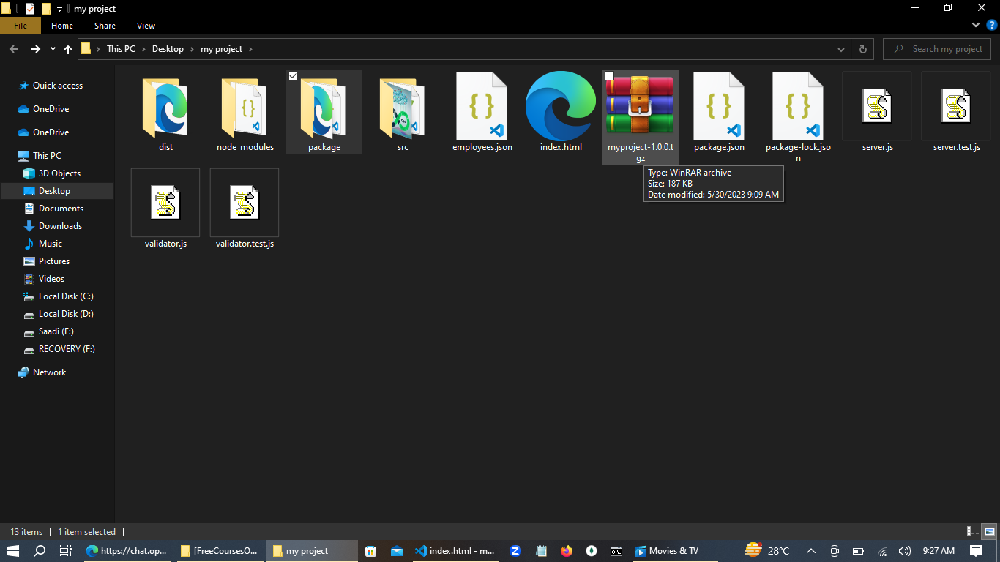 my project
File Home Share View
This PC Desktop my project
Search my project
Quick access
OneDrive
OneDrive
This PC
3D Objects
Desktop
Documents
Downloads
Music
Pictures
Videos
Local Disk (C:)
Local Disk (D:)
Saadi (E:)
RECOVERY (F:)
Network
dist
node_modules
package
src
employees.json
index.html
myproject-1.0.0.t
gz
package.json
package-lock.jso
n
server.js
server.test.js
Type: WinRAR archive
Size: 187 KB
Date modified: 5/30/2023 9:09 AM
validator.js
validator.test.js
13 items 1 item selected
https://chat.op... [FreeCoursesO... my project index.html - m... Movies & TV 28°C 9:27 AM